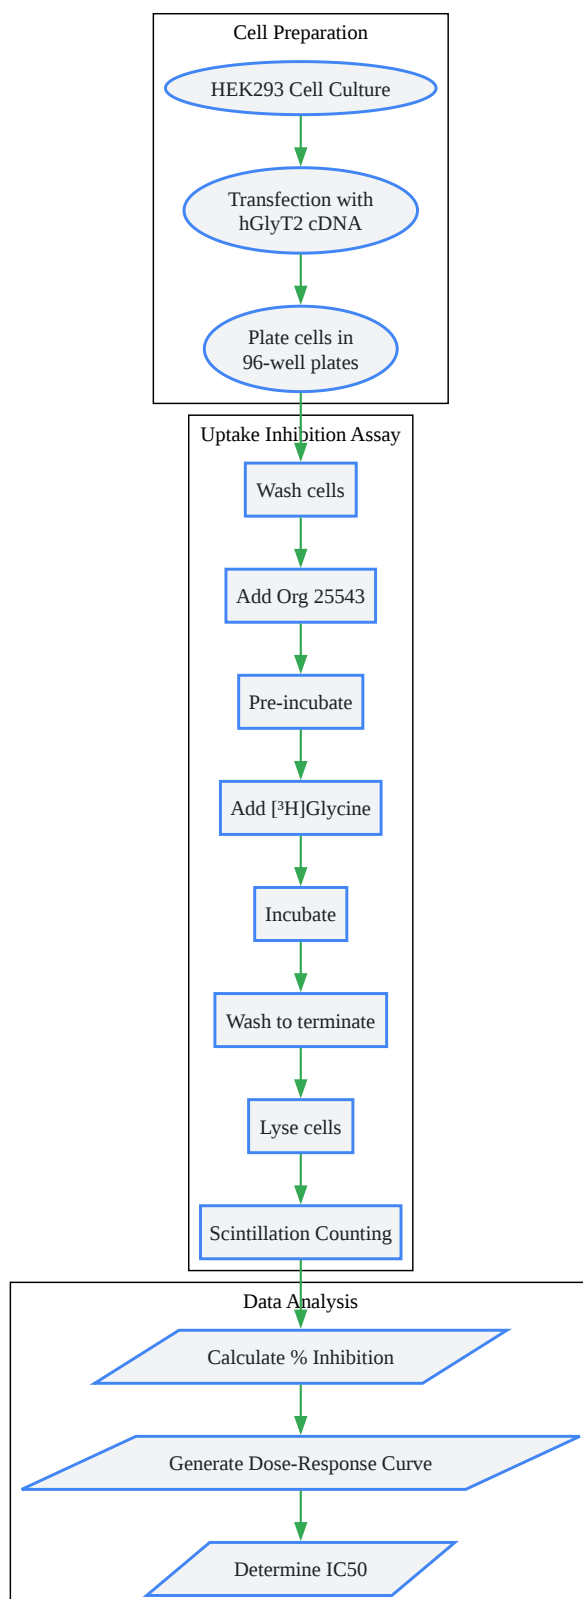 Cell Preparation
HEK293 Cell Culture
Transfection with
hGlyT2 cDNA
Plate cells in
96-well plates
Uptake Inhibition Assay
Wash cells
Add Org 25543
Pre-incubate
Add [³H]Glycine
Incubate
Wash to terminate
Lyse cells
Scintillation Counting
Data Analysis
Calculate % Inhibition
Generate Dose-Response Curve
Determine IC50